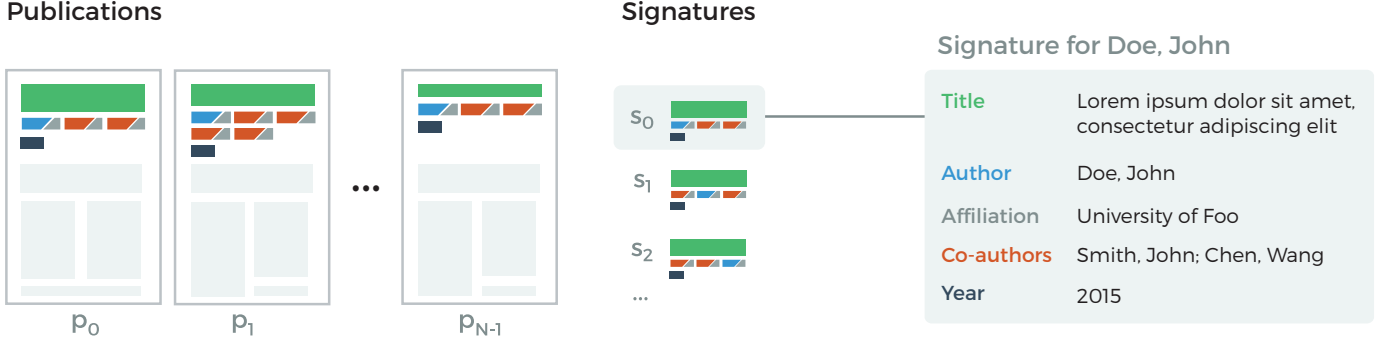 Publications
p0
p1
...
pN-1
Signatures
s0
s1
s2
...
Signature for Doe, John
Title Lorem ipsum dolor sit amet,
consectetur adipiscing elit
Author Doe, John
Affiliation University of Foo
Co-authors Smith, John; Chen, Wang
Year 2015